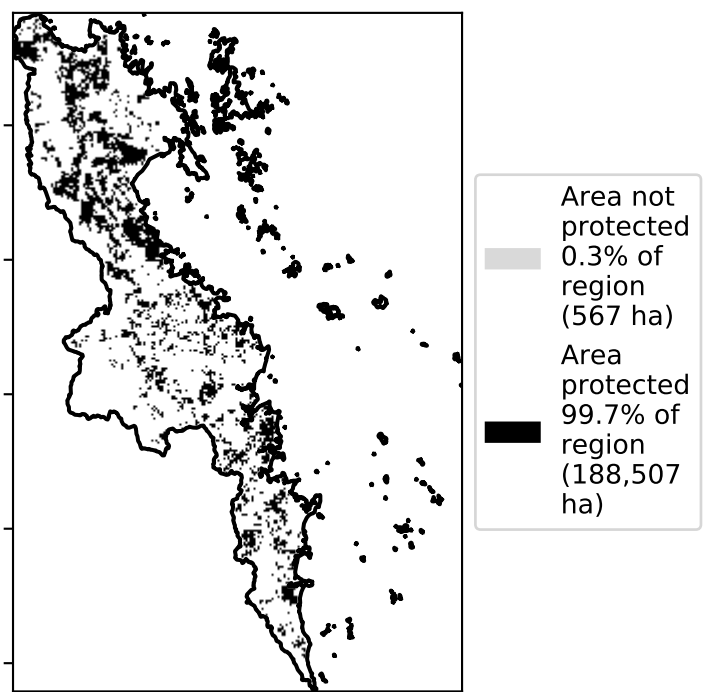 Area not
protected
0.3% of
region
(567 ha)
Area
protected
99.7% of
region
(188,507
ha)